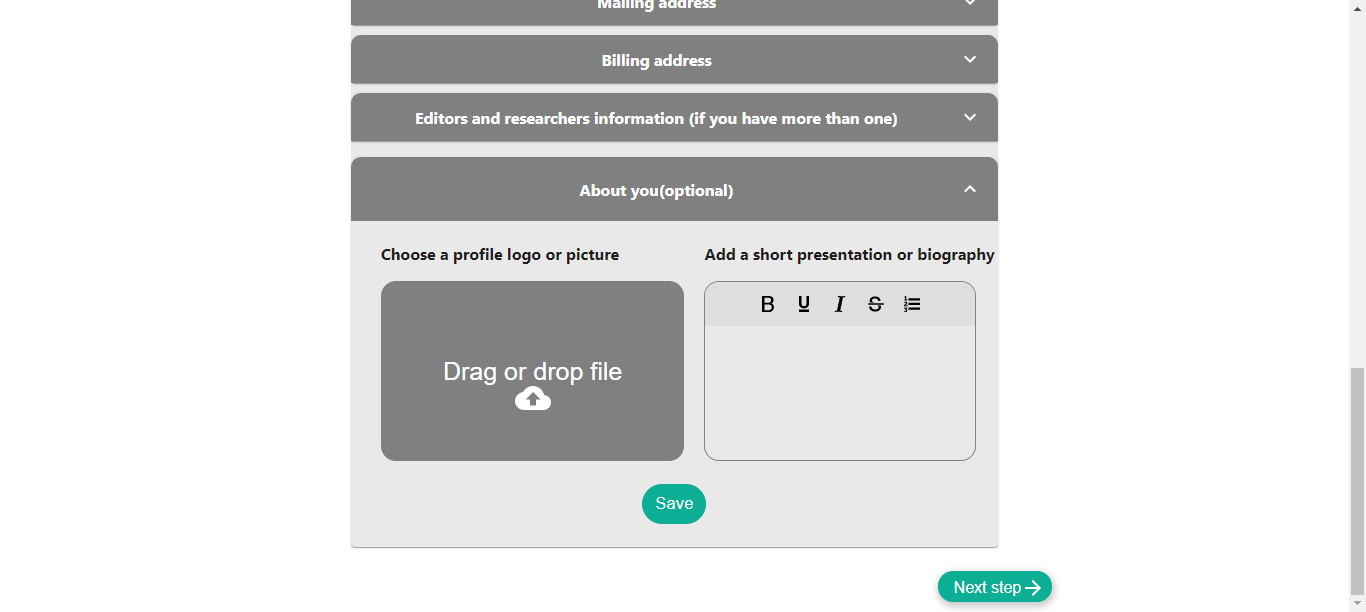 Mailing address
Billing address
Editors and researchers information (if you have more than one)
About you(optional)
Choose a profile logo or picture
Add a short presentation or biography
B U I S
Drag or drop file
Save
Next step